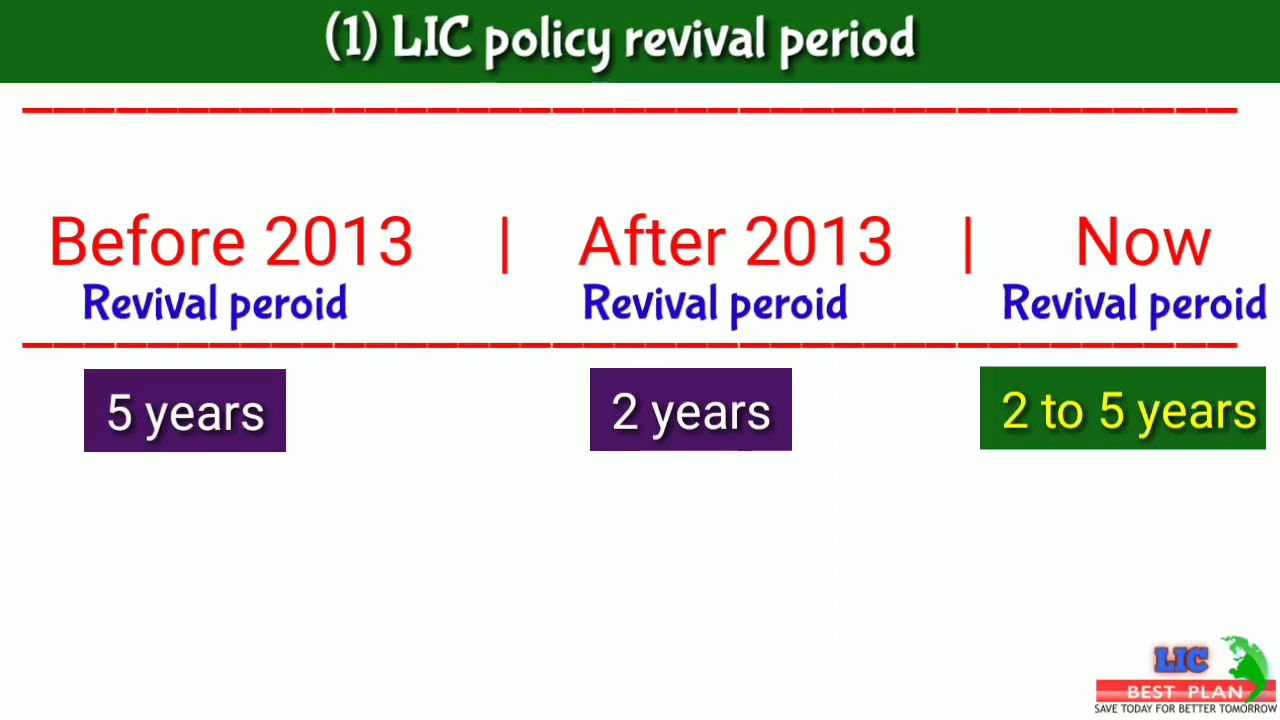 (1) LIC policy revival period
Before 2013 | After 2013 | Now
Revival peroid Revival peroid Revival peroid
5 years 2 years 2 to 5 years
LIC
BEST PLAN
SAVE TODAY FOR BETTER TOMORROW